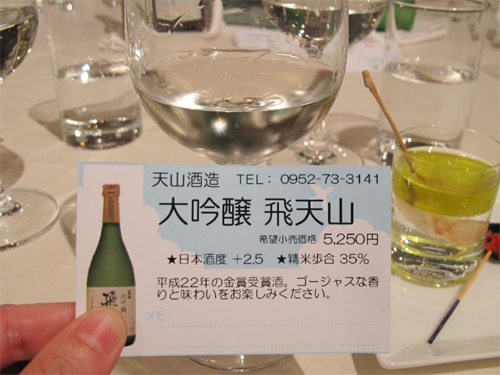 天山酒造 TEL: 0952-73-3141
大吟醸 飛天山
希望小売価格 5,250円
★日本酒度 +2.5 ★精米歩合 35%
平成22年の金賞受賞酒。ゴージャスな香
りと味わいをお楽しみください。
メモ:
飛